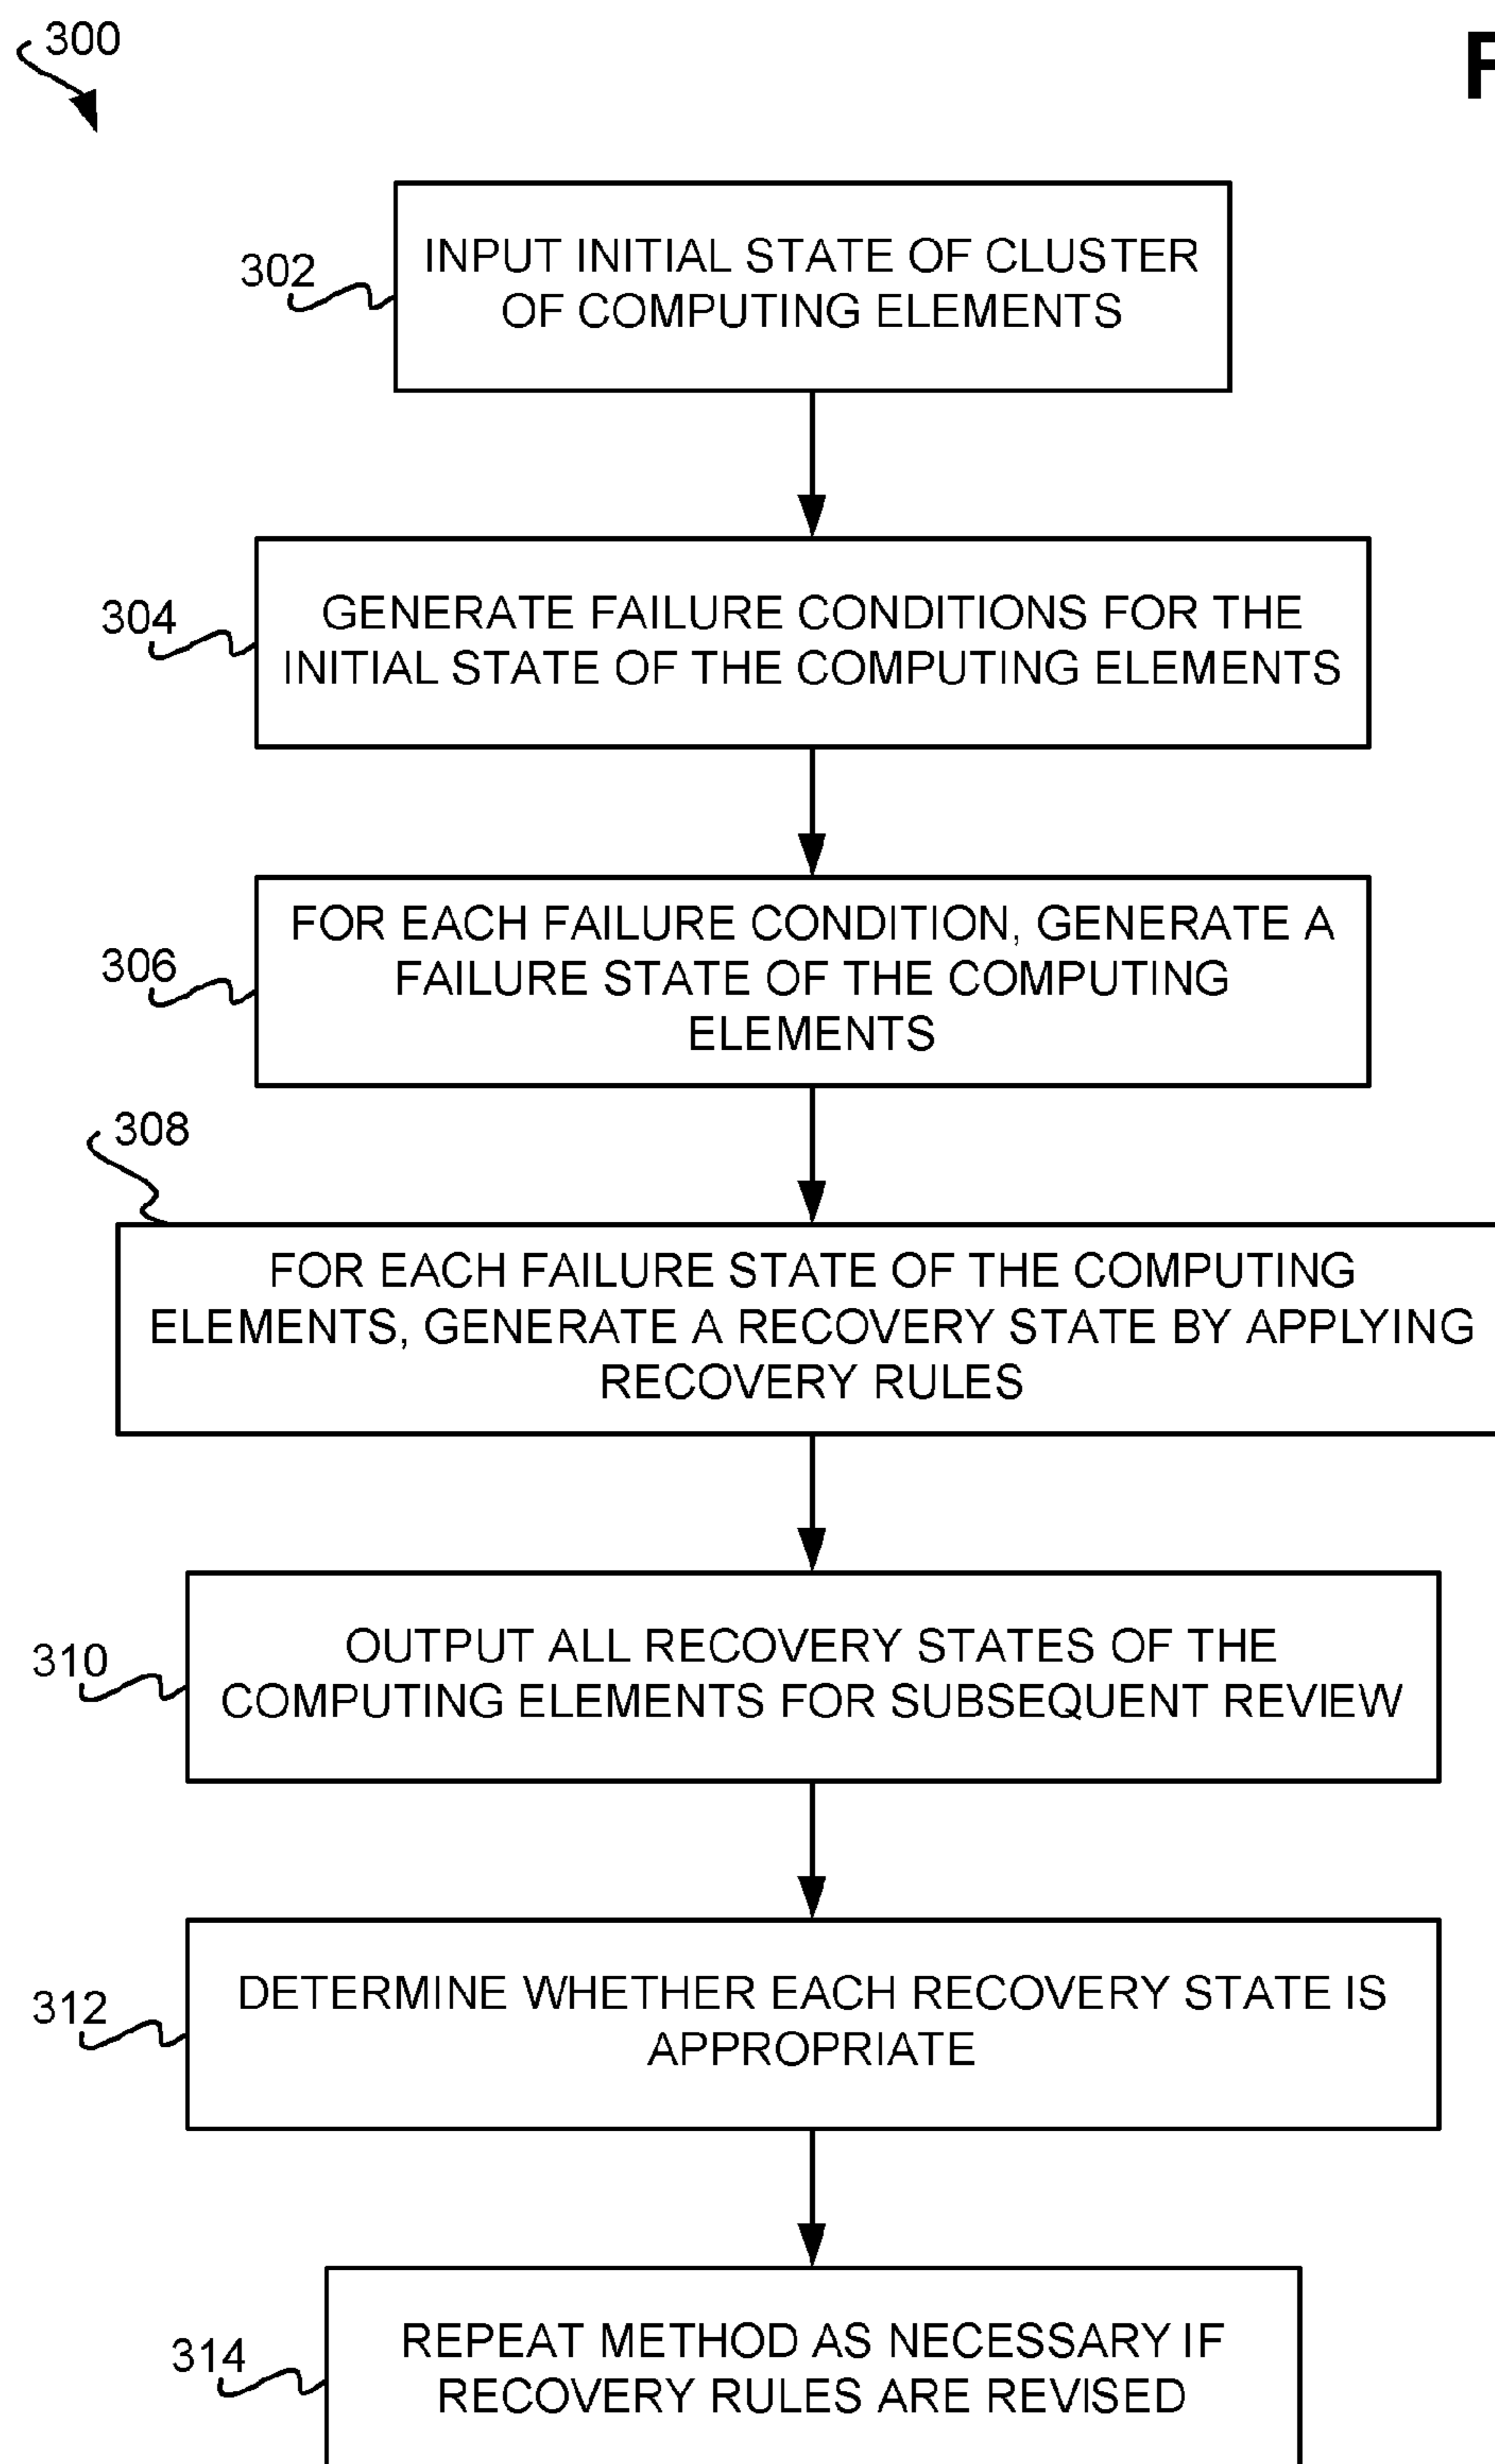 300
F
302
INPUT INITIAL STATE OF CLUSTER
OF COMPUTING ELEMENTS
304
GENERATE FAILURE CONDITIONS FOR THE
INITIAL STATE OF THE COMPUTING ELEMENTS
306
FOR EACH FAILURE CONDITION, GENERATE A
FAILURE STATE OF THE COMPUTING
ELEMENTS
308
FOR EACH FAILURE STATE OF THE COMPUTING
ELEMENTS, GENERATE A RECOVERY STATE BY APPLYING
RECOVERY RULES
310
OUTPUT ALL RECOVERY STATES OF THE
COMPUTING ELEMENTS FOR SUBSEQUENT REVIEW
312
DETERMINE WHETHER EACH RECOVERY STATE IS
APPROPRIATE
314
REPEAT METHOD AS NECESSARY IF
RECOVERY RULES ARE REVISED